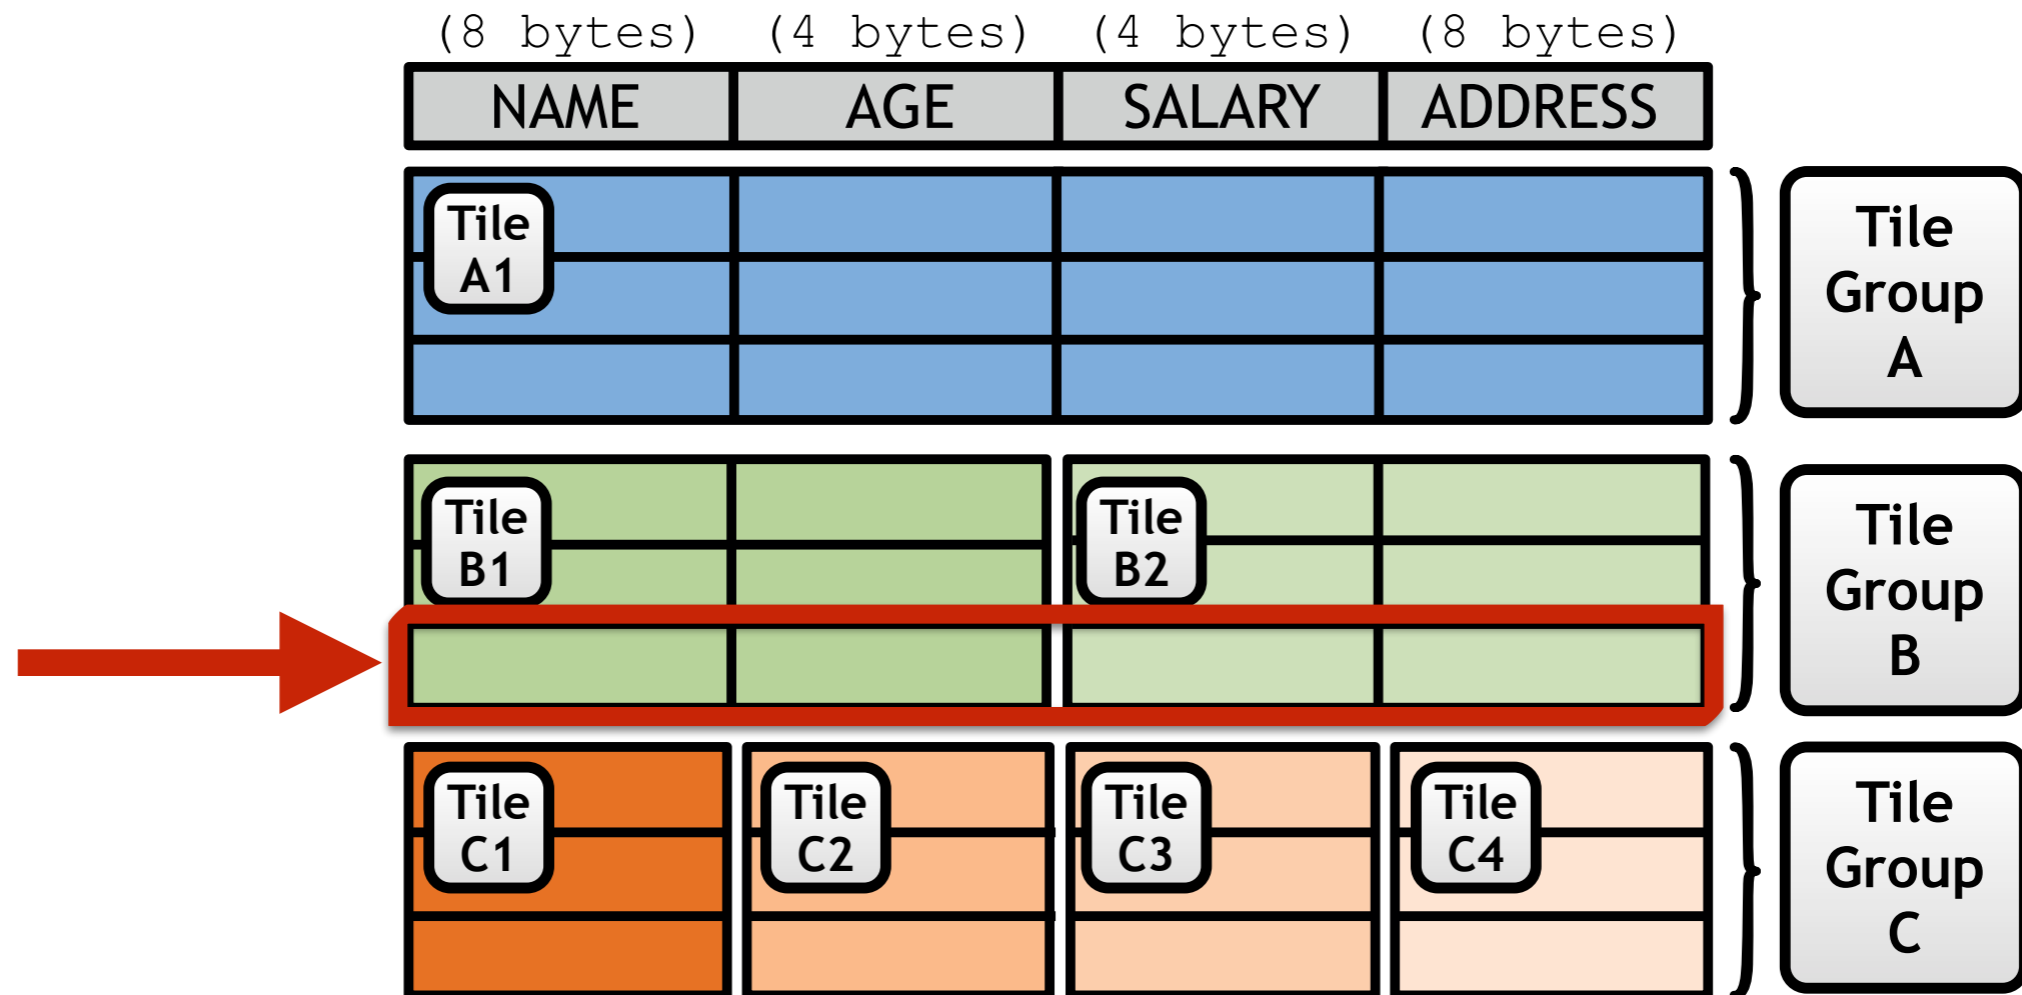 (8 bytes) (4 bytes) (4 bytes) (8 bytes)
NAME AGE SALARY ADDRESS
Tile
A1
Tile
Group
A
Tile
B1
Tile
B2
Tile
Group
B
Tile
C1
Tile
C2
Tile
C3
Tile
C4
Tile
Group
C